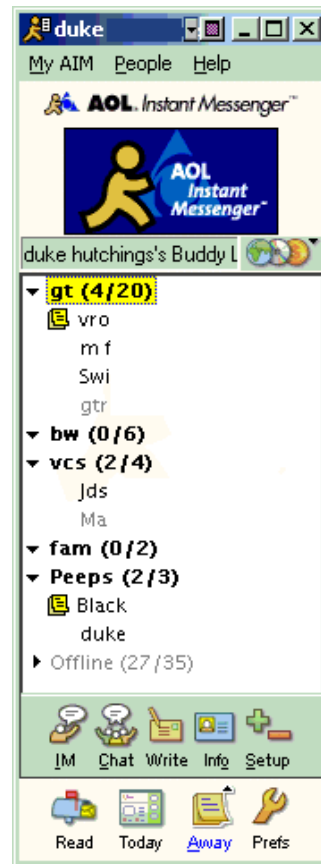 duke
My AIM People Help
AOL Instant Messenger™
AOL
Instant
Messenger™
duke hutchings's Buddy L
gt (4/20)
vro
m f
Swi
gtr
bw (0/6)
vcs (2/4)
Jds
Ma
fam (0/2)
Peeps (2/3)
Black
duke
Offline (27/35)
IM Chat Write Info Setup
Read Today Away Prefs